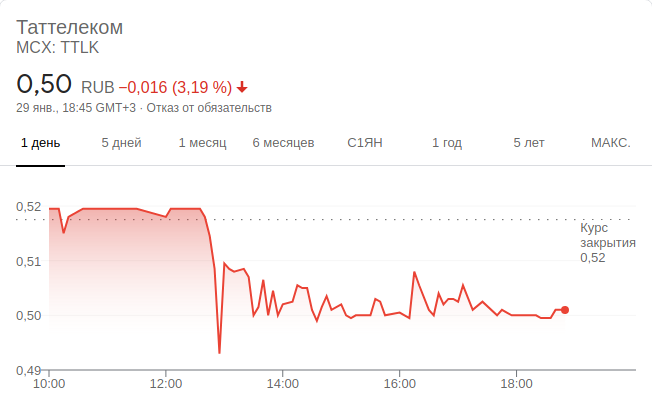 Таттелеком
MCX: TTLK
0,50 RUB −0,016 (3,19 %)
29 янв., 18:45 GMT+3 · Отказ от обязательств
1 день 5 дней 1 месяц 6 месяцев С1ЯН 1 год 5 лет МАКС.
0,52
Курс
закрытия
0,52
0,51
0,50
0,49
10:00 12:00 14:00 16:00 18:00